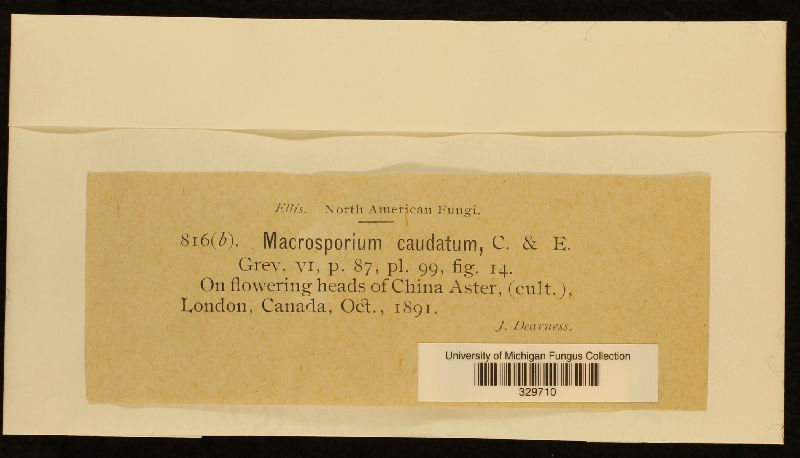 Ellis. North American Fungi.
816(b). Macrosporium caudatum, C. & E.
Grev. VI, p. 87, pl. 99, fig. 14.
On flowering heads of China Aster, (cult.),
London, Canada, Oct., 1891.
J. Dearness.
University of Michigan Fungus Collection
329710